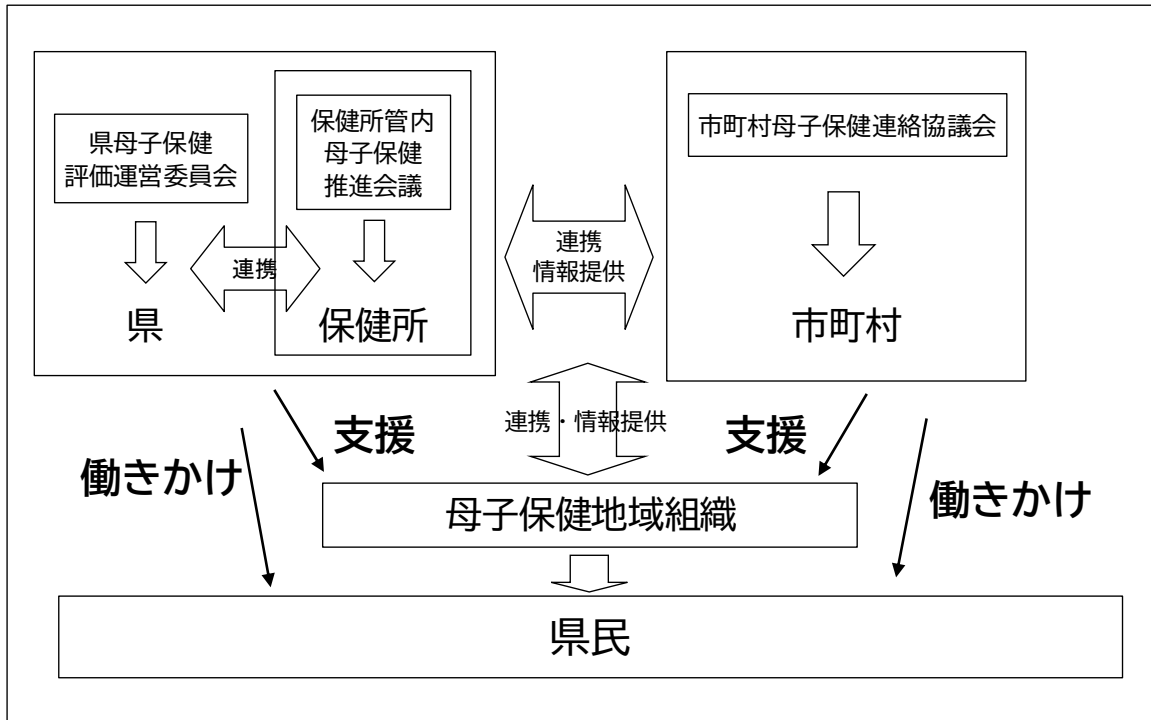 県母子保健
評価運営委員会
保健所管内
母子保健
推進会議
市町村母子保健連絡協議会
連携
連携
情報提供
県
保健所
市町村
支援
連携・情報提供
支援
働きかけ
働きかけ
母子保健地域組織
県民